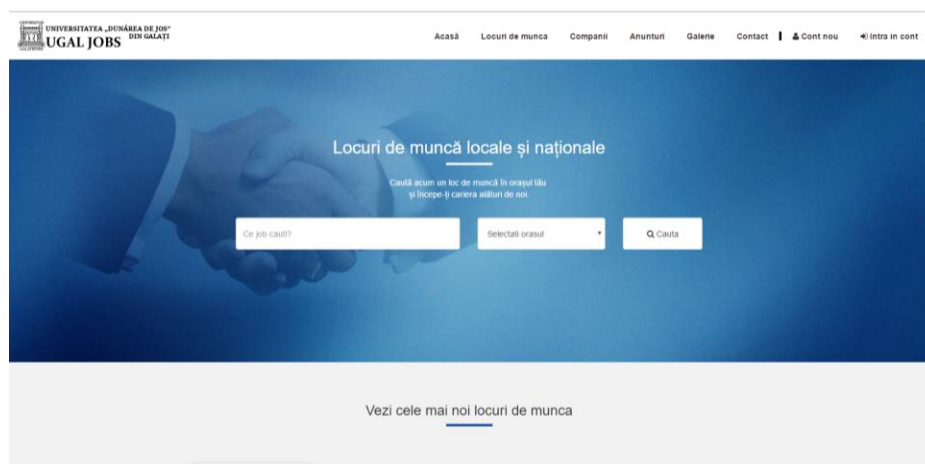 UNIVERSITATEA „DUNĂREA DE JOS”
UGAL JOBS DIN GALAȚI
Acasă Locuri de munca Companii Anunturi Galerie Contact Cont nou Intra in cont
Locuri de muncă locale și naționale
Caută acum un loc de muncă în orașul tău
și începe-ți cariera alături de noi.
Ce job cauti? Selectati orasul Cauta
Vezi cele mai noi locuri de munca